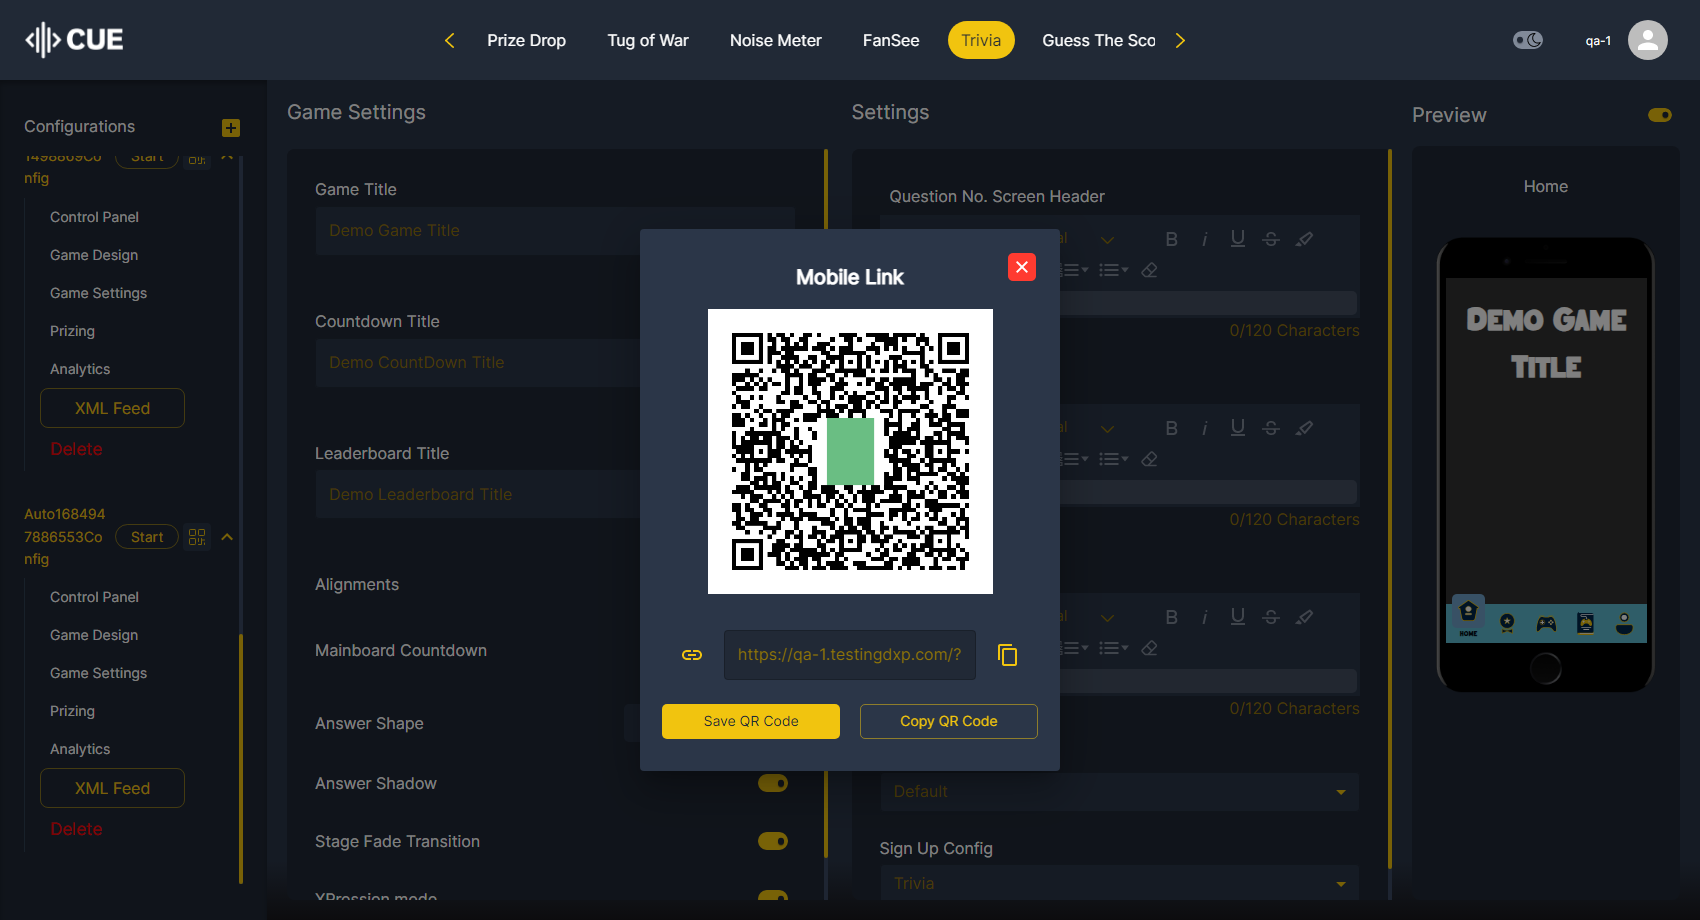 CUE
Prize Drop
Tug of War
Noise Meter
FanSee
Trivia
Guess The Sco
qa-1
Configurations
1498869Co
nfig
Start
Control Panel
Game Design
Game Settings
Prizing
Analytics
XML Feed
Delete
Auto168494
7886553Co
nfig
Start
Control Panel
Game Design
Game Settings
Prizing
Analytics
XML Feed
Delete
Game Settings
Game Title
Demo Game Title
Countdown Title
Demo CountDown Title
Leaderboard Title
Demo Leaderboard Title
Alignments
Mainboard Countdown
Answer Shape
Answer Shadow
Stage Fade Transition
XPression mode
Mobile Link
https://qa-1.testingdxp.com/?
Save QR Code
Copy QR Code
Settings
Question No. Screen Header
al
B i U S
0/120 Characters
al
B i U S
0/120 Characters
al
B i U S
0/120 Characters
Default
Sign Up Config
Trivia
Preview
Home
Demo Game
Title
HOME